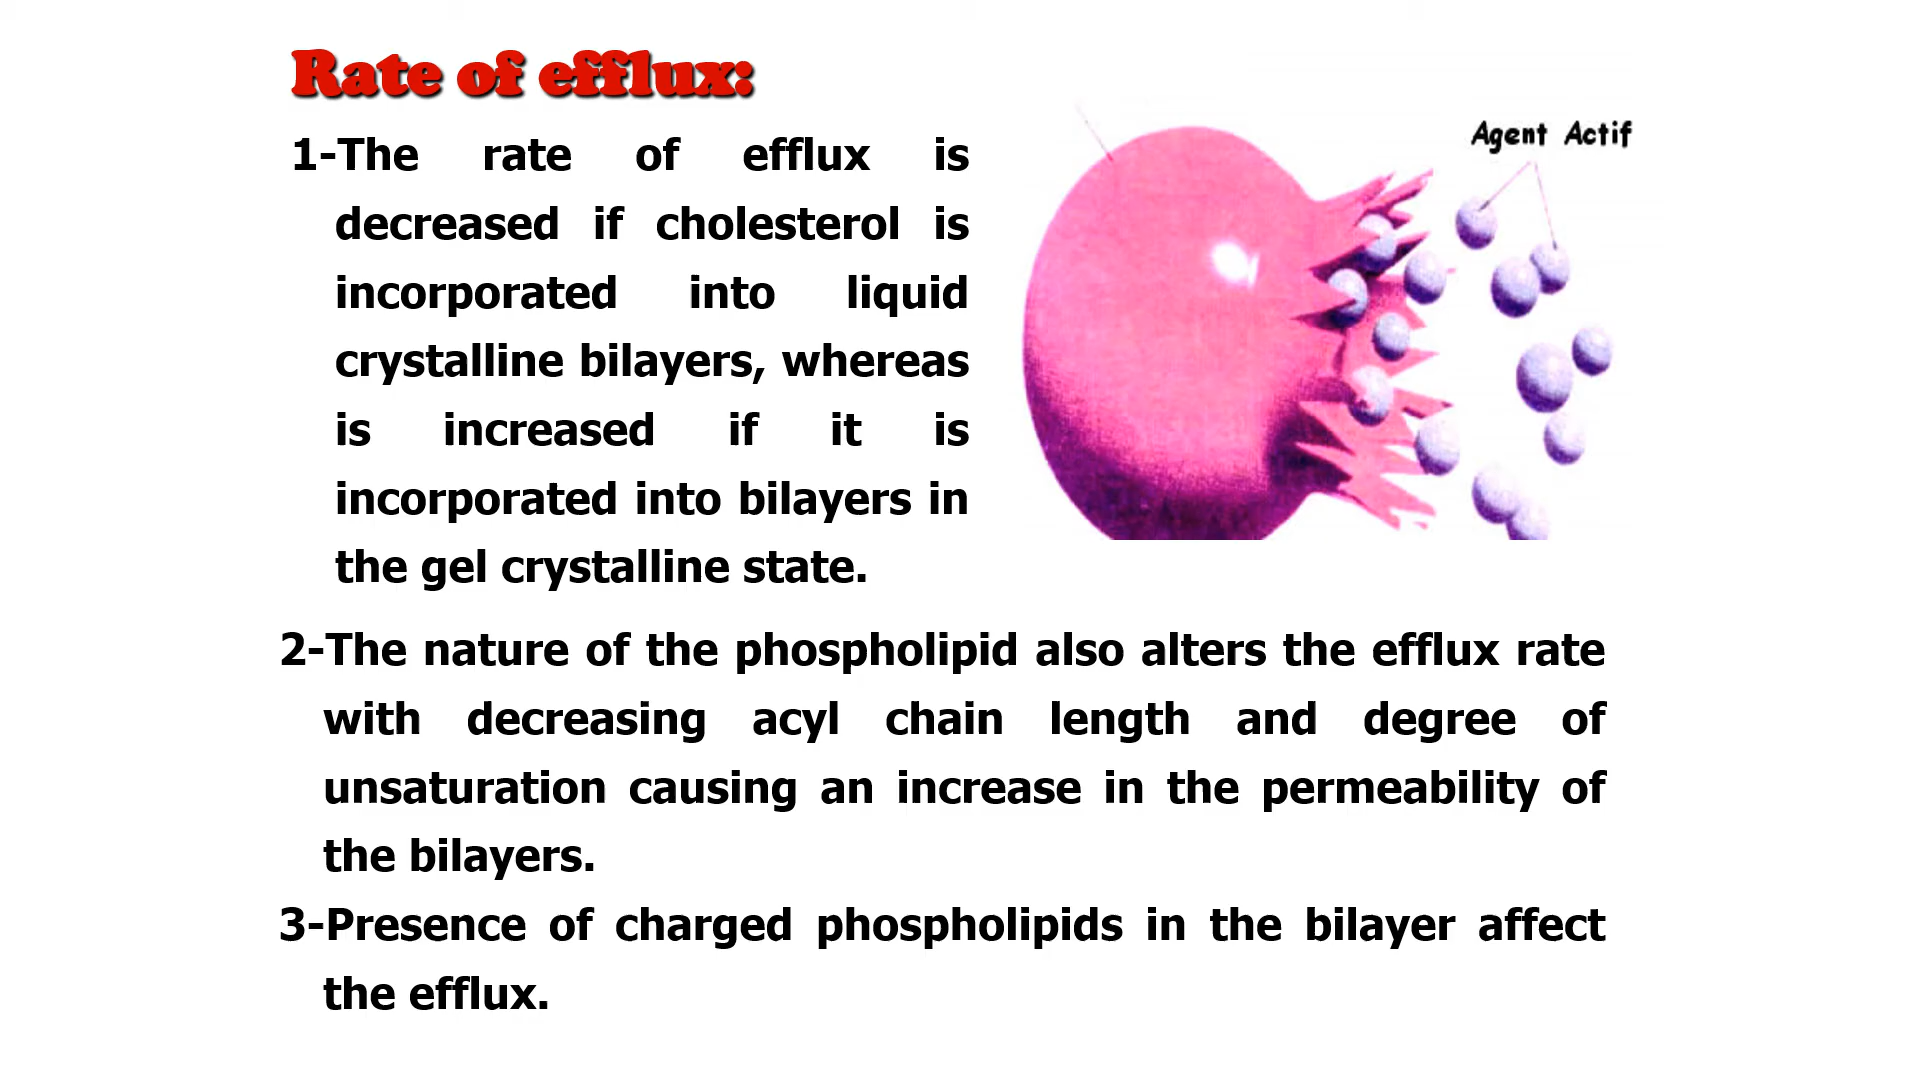 Rate of efflux:
Agent Actif
1-The rate of efflux is
decreased if cholesterol is
incorporated into liquid
crystalline bilayers, whereas
is increased if it is
incorporated into bilayers in
the gel crystalline state.
2-The nature of the phospholipid also alters the efflux rate
with decreasing acyl chain length and degree of
unsaturation causing an increase in the permeability of
the bilayers.
3-Presence of charged phospholipids in the bilayer affect
the efflux.